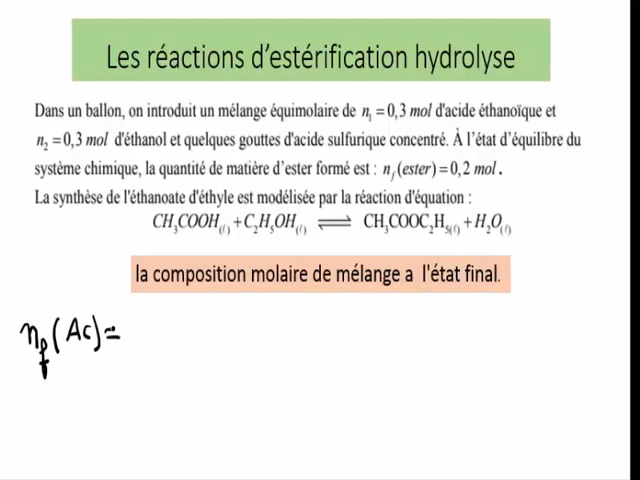 Les réactions d'estérification hydrolyse
Dans un ballon, on introduit un mélange équimolaire de n₁ = 0,3 mol d'acide éthanoïque et
n₂ = 0,3 mol d'éthanol et quelques gouttes d'acide sulfurique concentré. À l'état d'équilibre du
système chimique, la quantité de matière d'ester formé est : n_f(ester) = 0,2 mol.
La synthèse de l'éthanoate d'éthyle est modélisée par la réaction d'équation :
CH₃COOH₍ℓ₎ + C₂H₅OH₍ℓ₎ ⇌ CH₃COOC₂H₅₍ℓ₎ + H₂O₍ℓ₎
la composition molaire de mélange a l'état final.
n_f(Ac) =